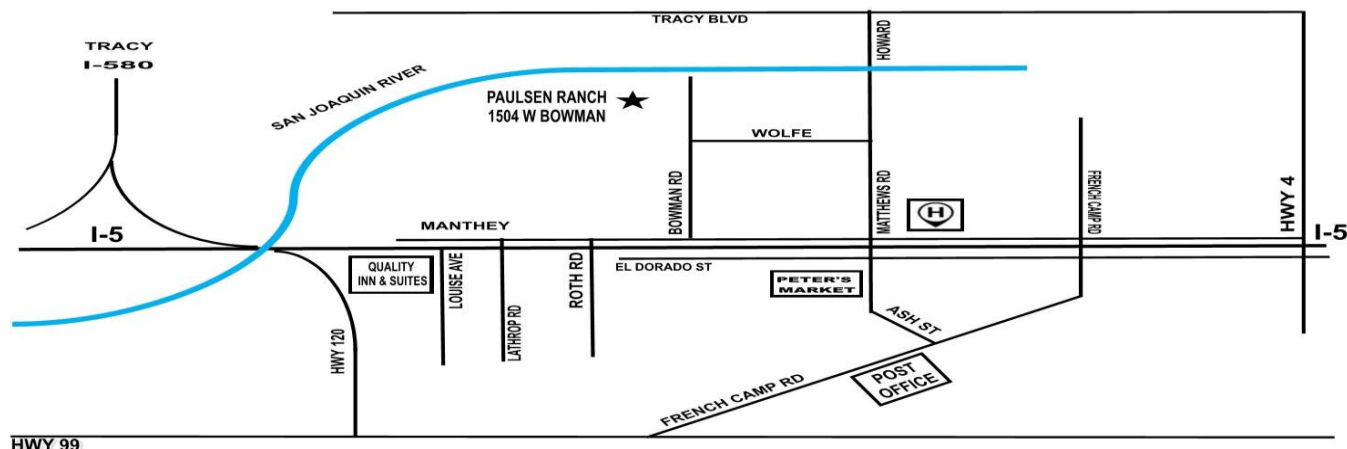 TRACY BLVD
TRACY
I-580
HOWARD
SAN JOAQUIN RIVER
PAULSEN RANCH
1504 W BOWMAN
WOLFE
BOWMAN RD
MATTHEWS RD
H
FRENCH CAMP RD
HWY 4
I-5
MANTHEY
I-5
QUALITY
INN & SUITES
LOUISE AVE
LATHROP RD
ROTH RD
EL DORADO ST
PETER'S
MARKET
ASH ST
HWY 120
FRENCH CAMP RD
POST
OFFICE
HWY 99